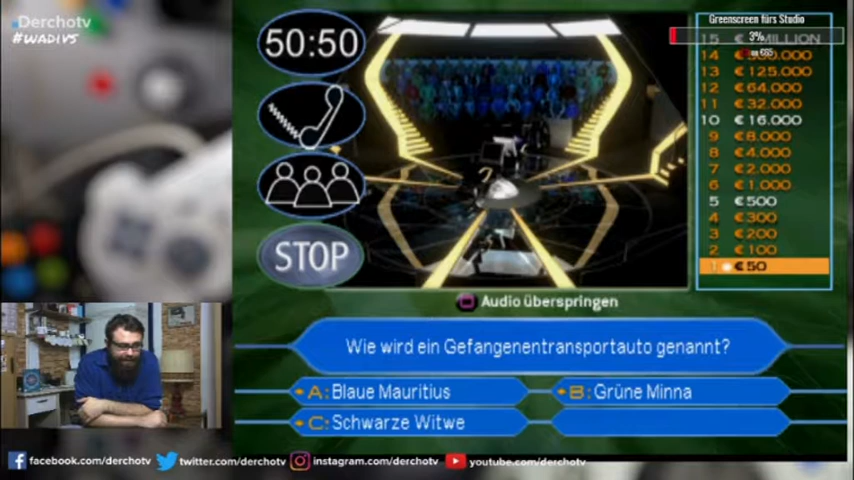 Derchotv
#WADIVS
50:50
STOP
Greenscreen fürs Studio
3%
15 € MILLION
14
13 € 125.000
12 € 64.000
11 € 32.000
10 € 16.000
9 € 8.000
8 € 4.000
7 € 2.000
6 € 1.000
5 € 500
4 € 300
3 € 200
2 € 100
1 € 50
Audio überspringen
Wie wird ein Gefangenentransportauto genannt?
A: Blaue Mauritius
B: Grüne Minna
C: Schwarze Witwe
facebook.com/derchotv
twitter.com/derchotv
instagram.com/derchotv
youtube.com/derchotv